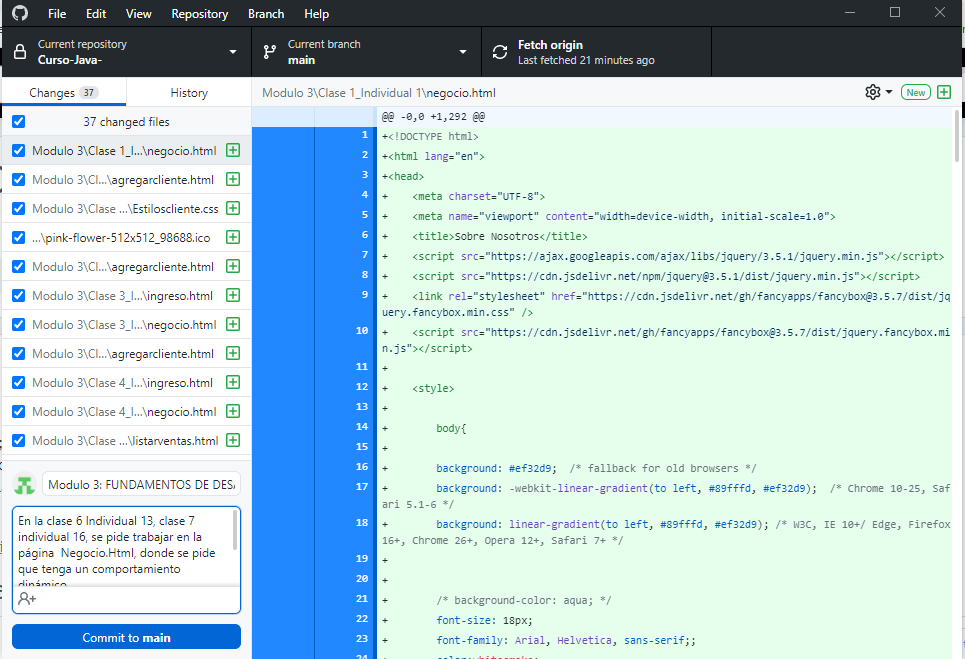 File Edit View Repository Branch Help
Current repository
Curso-Java-
Current branch
main
Fetch origin
Last fetched 21 minutes ago
Changes 37 History
Modulo 3\Clase 1_Individual 1\negocio.html
New
37 changed files
Modulo 3\Clase 1_I...\negocio.html
Modulo 3\Cl...\agregarcliente.html
Modulo 3\Clase ...\Estiloscliente.css
...\pink-flower-512x512_98688.ico
Modulo 3\Cl...\agregarcliente.html
Modulo 3\Clase 3_I...\ingreso.html
Modulo 3\Clase 3_I...\negocio.html
Modulo 3\Cl...\agregarcliente.html
Modulo 3\Clase 4_I...\ingreso.html
Modulo 3\Clase 4_I...\negocio.html
Modulo 3\Clase ...\listarventas.html
Modulo 3: FUNDAMENTOS DE DESA
En la clase 6 Individual 13, clase 7
individual 16, se pide trabajar en la
página  Negocio.Html, donde se pide
que tenga un comportamiento
dinámico
Commit to main
@@ -0,0 +1,292 @@
1 +<!DOCTYPE html>
2 +<html lang="en">
3 +<head>
4 +    <meta charset="UTF-8">
5 +    <meta name="viewport" content="width=device-width, initial-scale=1.0">
6 +    <title>Sobre Nosotros</title>
7 +    <script src="https://ajax.googleapis.com/ajax/libs/jquery/3.5.1/jquery.min.js"></script>
8 +    <script src="https://cdn.jsdelivr.net/npm/jquery@3.5.1/dist/jquery.min.js"></script>
9 +    <link rel="stylesheet" href="https://cdn.jsdelivr.net/gh/fancyapps/fancybox@3.5.7/dist/jq
uery.fancybox.min.css" />
10 +    <script src="https://cdn.jsdelivr.net/gh/fancyapps/fancybox@3.5.7/dist/jquery.fancybox.mi
n.js"></script>
11 +
12 +    <style>
13 +
14 +        body{
15 +
16 +        background: #ef32d9;  /* fallback for old browsers */
17 +        background: -webkit-linear-gradient(to left, #89fffd, #ef32d9);  /* Chrome 10-25, Saf
ari 5.1-6 */
18 +        background: linear-gradient(to left, #89fffd, #ef32d9); /* W3C, IE 10+/ Edge, Firefox
16+, Chrome 26+, Opera 12+, Safari 7+ */
19 +
20 +
21 +        /* background-color: aqua; */
22 +        font-size: 18px;
23 +        font-family: Arial, Helvetica, sans-serif;;
24 +        color:whitesmoke;